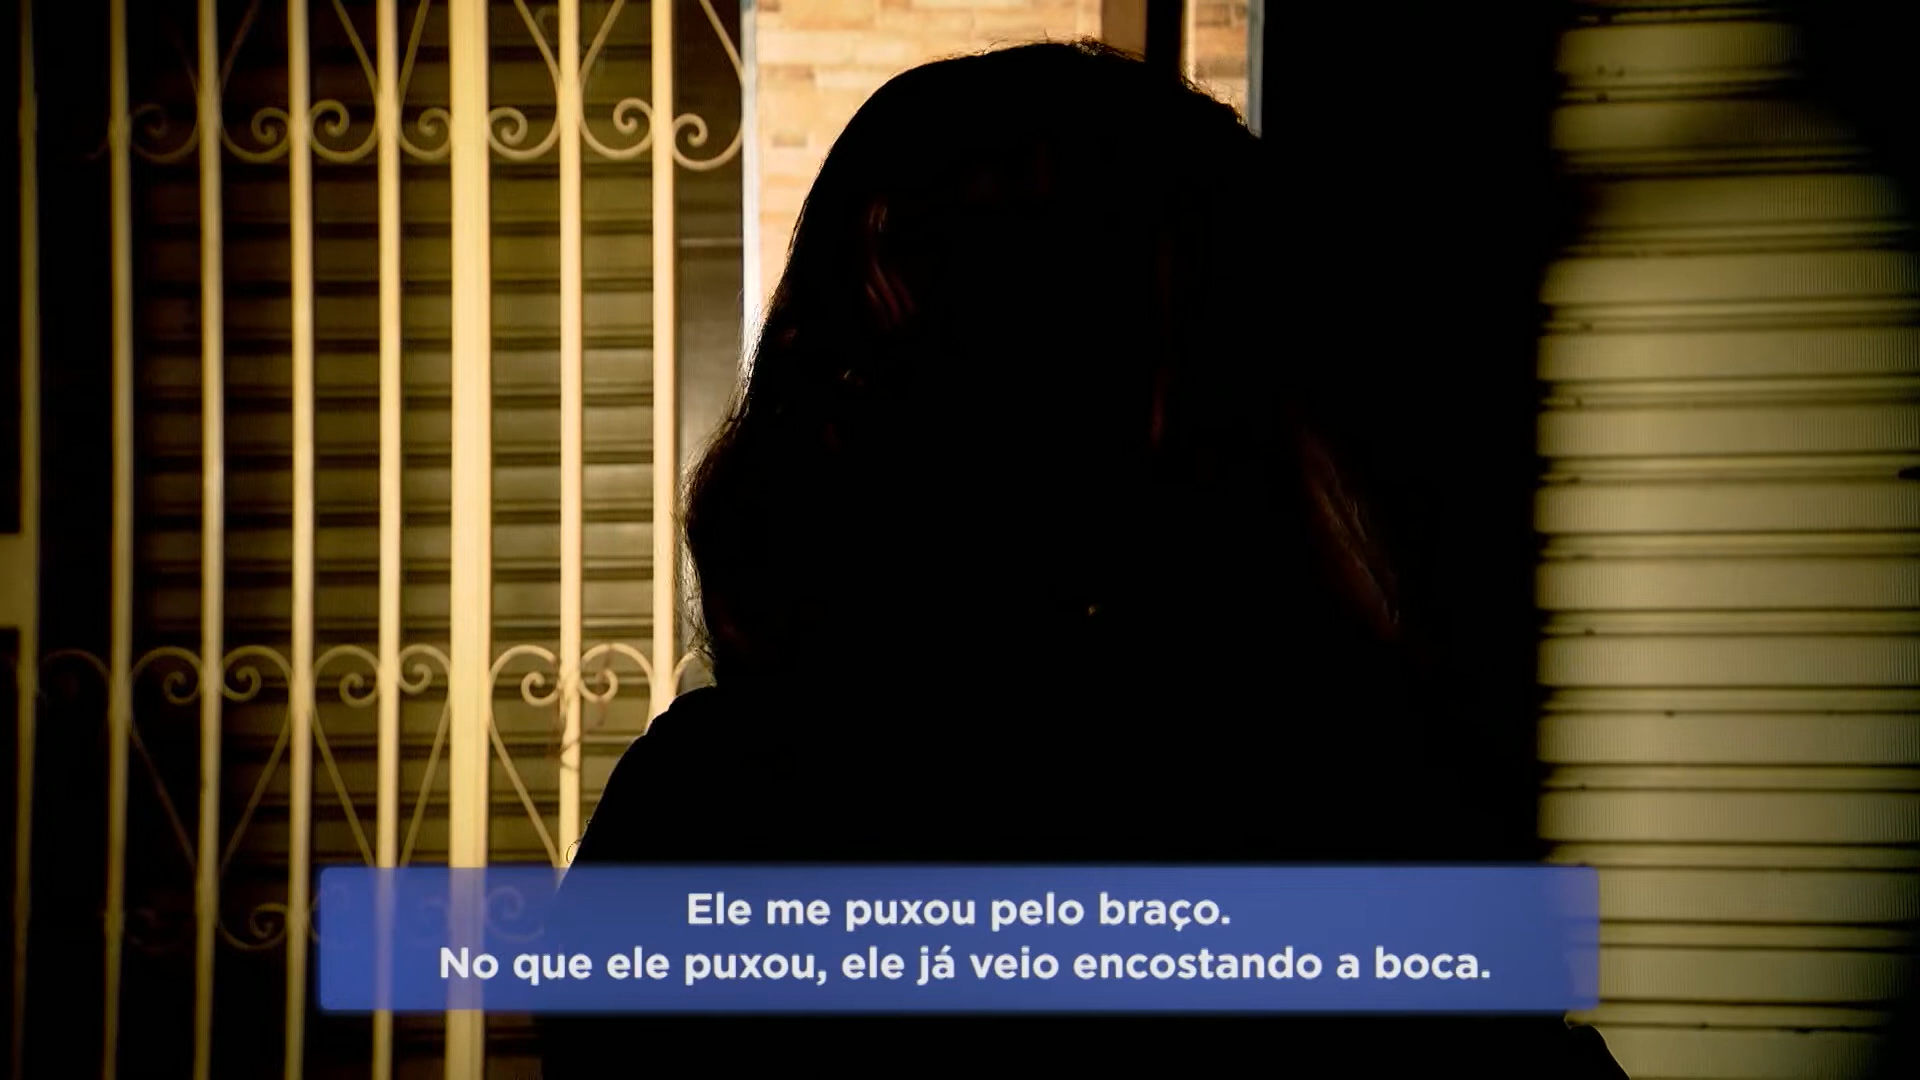 Ele me puxou pelo braço.
No que ele puxou, ele já veio encostando a boca.